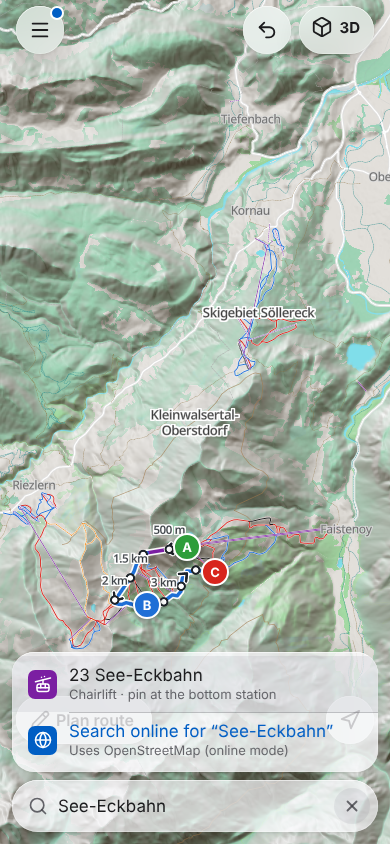 3D
Tiefenbach
Obe
Kornau
Skigebiet Söllereck
Kleinwalsertal-
Oberstdorf
Riezlern
500 m
A
Faistenoy
1.5 km
C
2 km
3 km
B
23 See-Eckbahn
Chairlift · pin at the bottom station
Plan route
Search online for “See-Eckbahn”
Uses OpenStreetMap (online mode)
See-Eckbahn